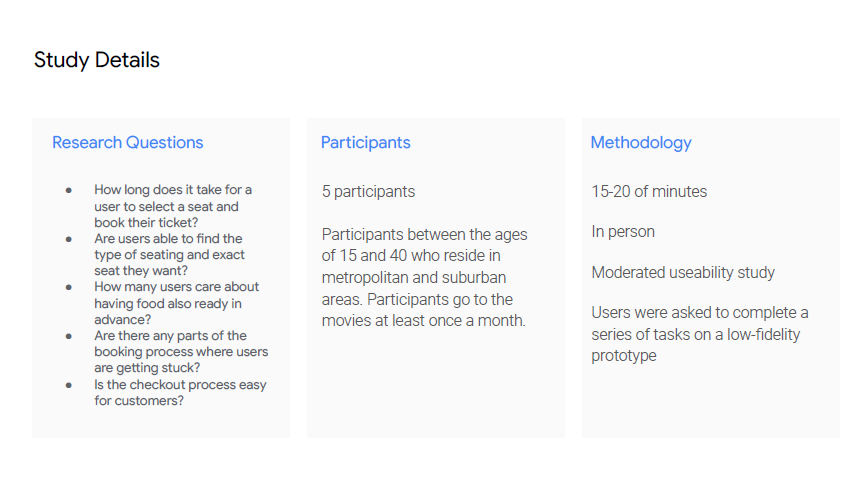 Study Details
Research Questions
● How long does it take for a
user to select a seat and
book their ticket?
● Are users able to find the
type of seating and exact
seat they want?
● How many users care about
having food also ready in
advance?
● Are there any parts of the
booking process where users
are getting stuck?
● Is the checkout process easy
for customers?
Participants
5 participants
Participants between the ages
of 15 and 40 who reside in
metropolitan and suburban
areas. Participants go to the
movies at least once a month.
Methodology
15-20 of minutes
In person
Moderated useability study
Users were asked to complete a
series of tasks on a low-fidelity
prototype